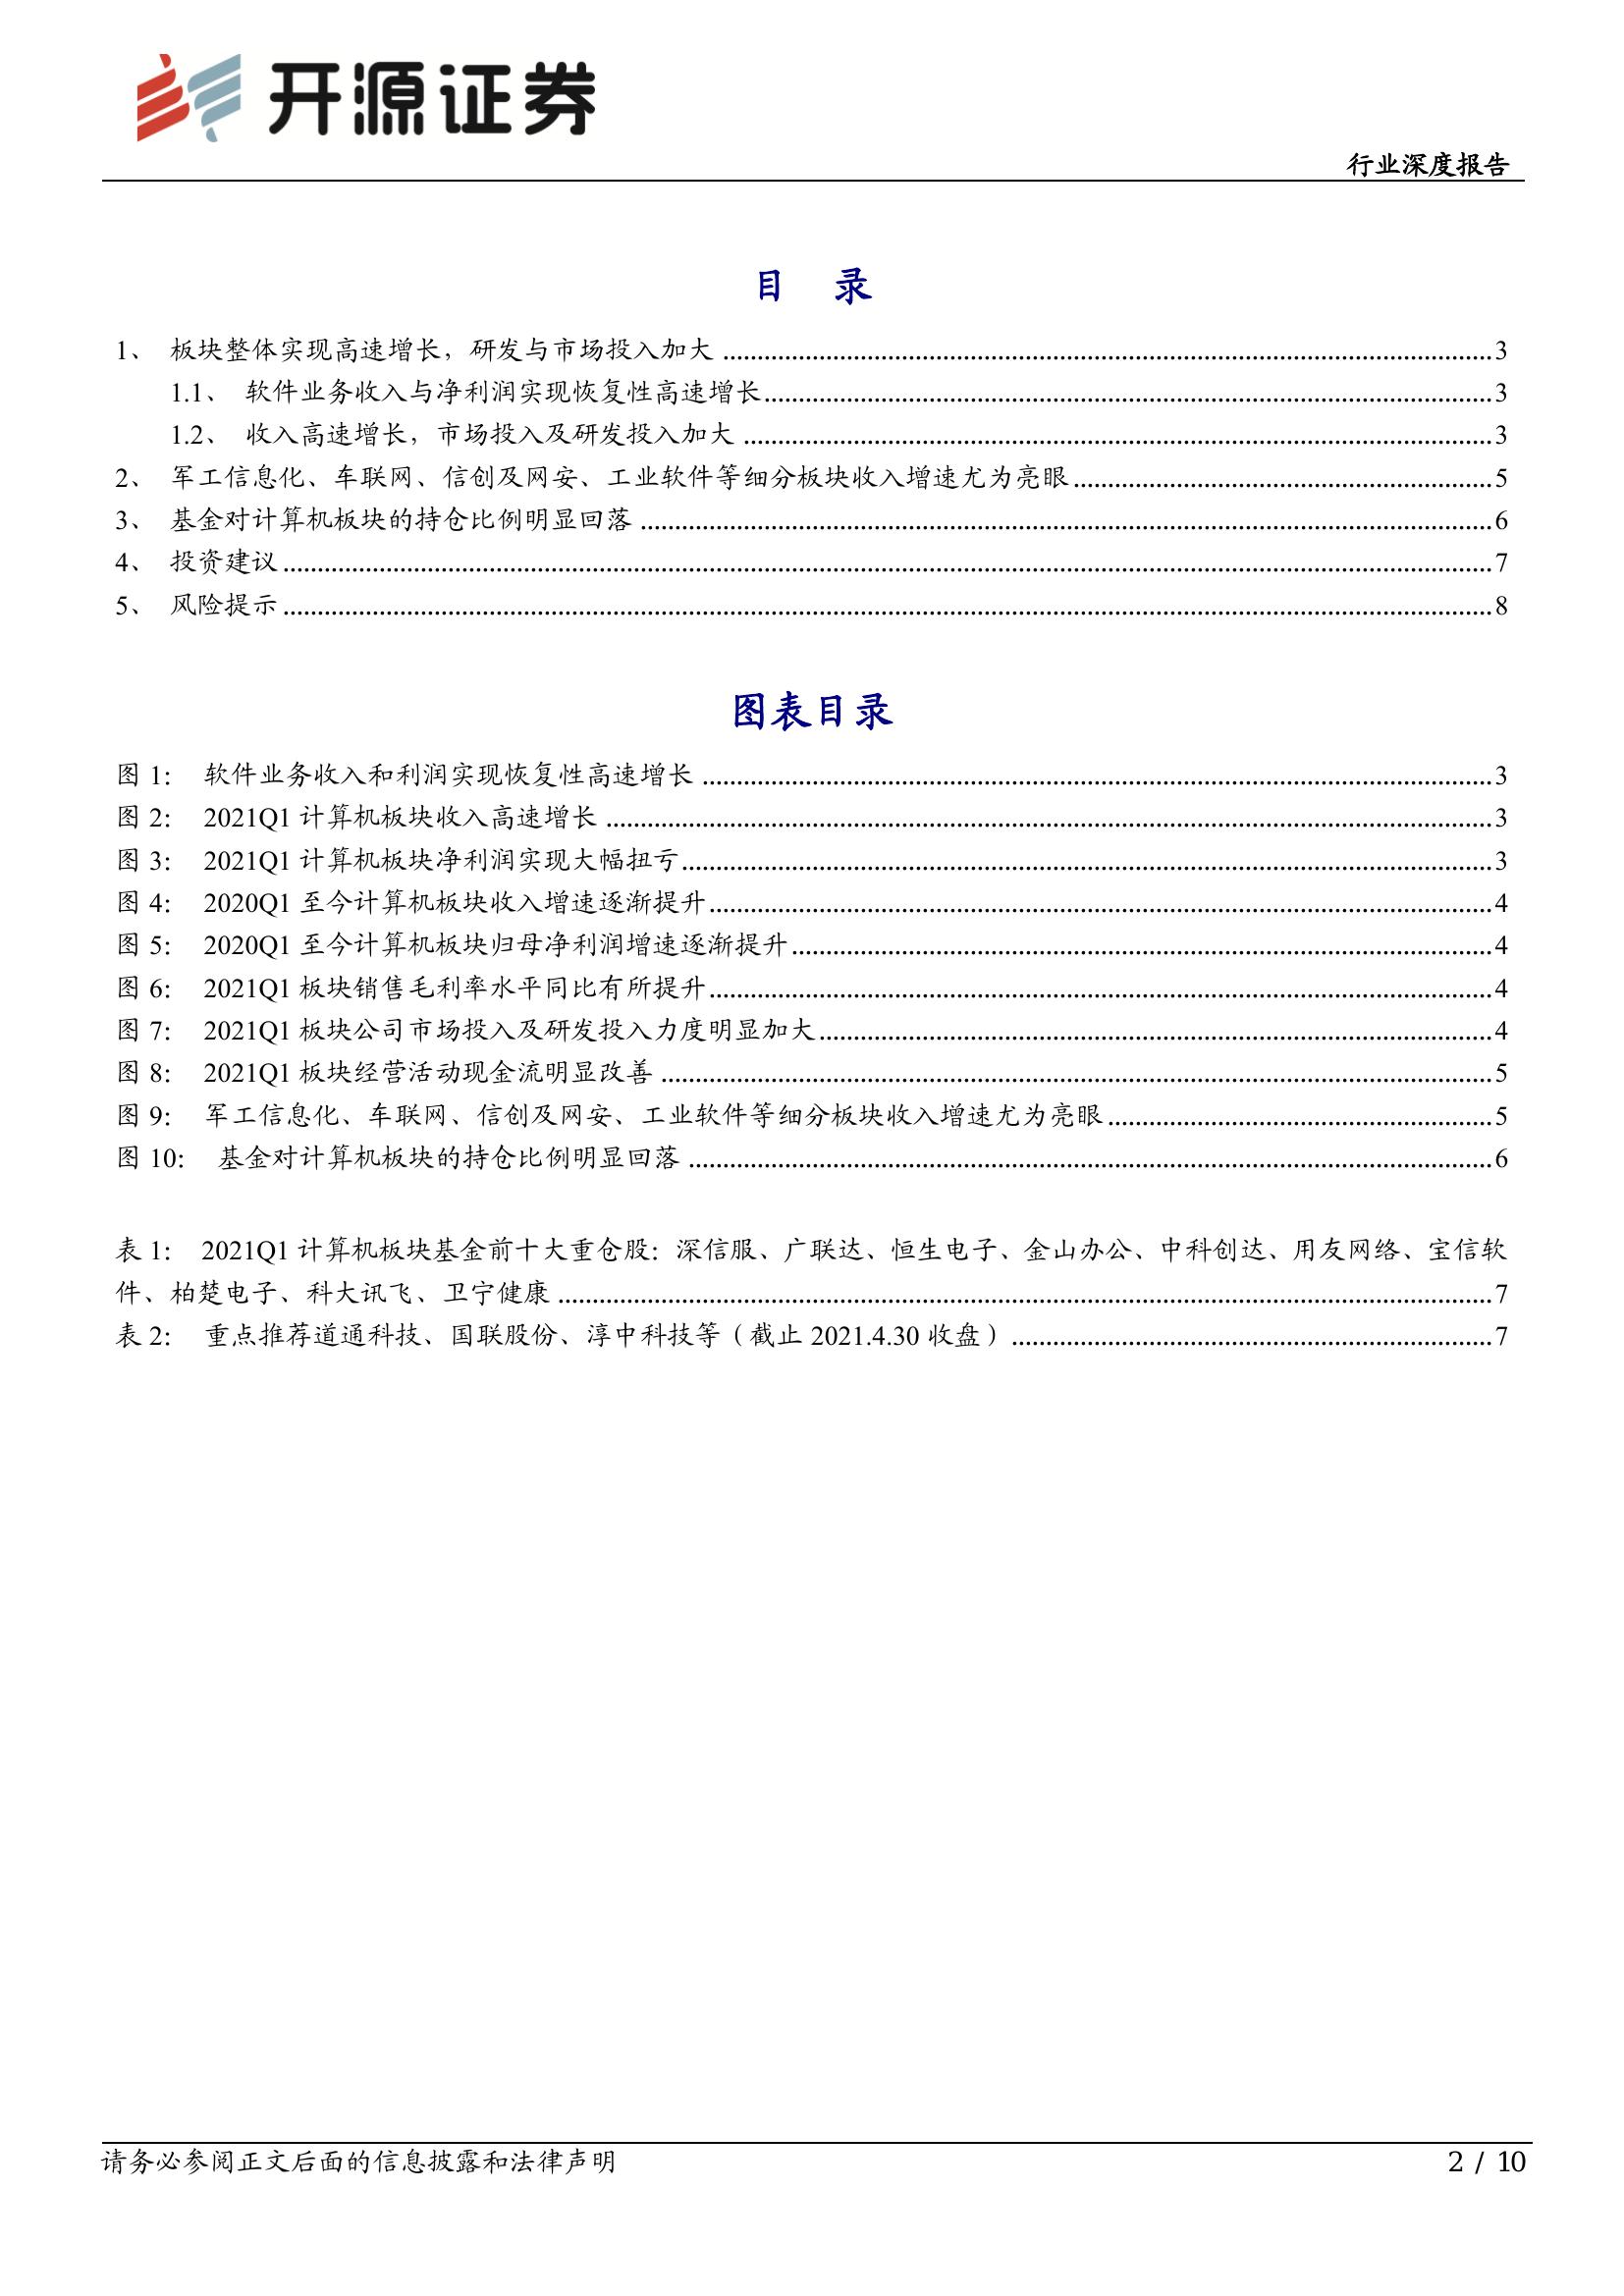 开源证券
行业深度报告
目 录
1、 板块整体实现高速增长，研发与市场投入加大 ........ 3
1.1、 软件业务收入与净利润实现恢复性高速增长 ........ 3
1.2、 收入高速增长，市场投入及研发投入加大 ........ 3
2、 军工信息化、车联网、信创及网安、工业软件等细分板块收入增速尤为亮眼 ........ 5
3、 基金对计算机板块的持仓比例明显回落 ........ 6
4、 投资建议 ........ 7
5、 风险提示 ........ 8
图表目录
图 1： 软件业务收入和利润实现恢复性高速增长 ........ 3
图 2： 2021Q1 计算机板块收入高速增长 ........ 3
图 3： 2021Q1 计算机板块净利润实现大幅扭亏 ........ 3
图 4： 2020Q1 至今计算机板块收入增速逐渐提升 ........ 4
图 5： 2020Q1 至今计算机板块归母净利润增速逐渐提升 ........ 4
图 6： 2021Q1 板块销售毛利率水平同比有所提升 ........ 4
图 7： 2021Q1 板块公司市场投入及研发投入力度明显加大 ........ 4
图 8： 2021Q1 板块经营活动现金流明显改善 ........ 5
图 9： 军工信息化、车联网、信创及网安、工业软件等细分板块收入增速尤为亮眼 ........ 5
图 10： 基金对计算机板块的持仓比例明显回落 ........ 6
表 1： 2021Q1 计算机板块基金前十大重仓股：深信服、广联达、恒生电子、金山办公、中科创达、用友网络、宝信软
件、柏楚电子、科大讯飞、卫宁健康 ........ 7
表 2： 重点推荐道通科技、国联股份、淳中科技等（截止 2021.4.30 收盘） ........ 7
请务必参阅正文后面的信息披露和法律声明
2 / 10